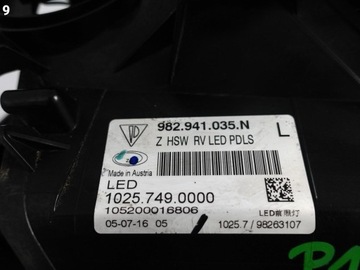 9
982.941.035.N
Z HSW RV LED PDLS
L
Made in Austria
LED
1025.749.0000
105200016806
LED前照灯
05-07-16 05
1025.7 / 98263107